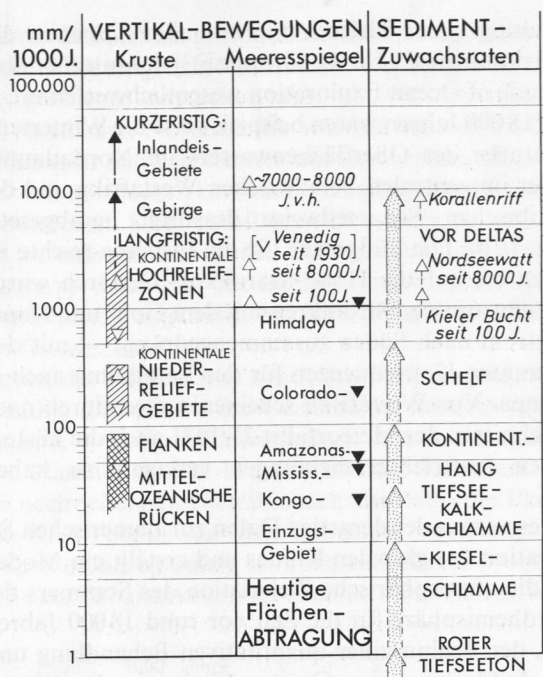 mm/
1000 J.
VERTIKAL-BEWEGUNGEN
Kruste
Meeresspiegel
SEDIMENT-
Zuwachsraten
100.000
10.000
1.000
100
10
1
KURZFRISTIG:
Inlandeis-
Gebiete
Gebirge
LANGFRISTIG:
KONTINENTALE
HOCHRELIEF-
ZONEN
KONTINENTALE
NIEDER-
RELIEF-
GEBIETE
FLANKEN
MITTEL-
OZEANISCHE
RÜCKEN
~7000-8000
J.v.h.
Venedig
seit 1930
seit 8000 J.
seit 100 J.
Himalaya
Colorado-
Amazonas-
Mississ.-
Kongo-
Einzugs-
Gebiet
Heutige
Flächen
ABTRAGUNG
Korallenriff
VOR DELTAS
Nordseewatt
seit 8000 J.
Kieler Bucht
seit 100 J.
SCHELF
KONTINENT.-
HANG
TIEFSEE-
KALK-
SCHLAMME
KIESEL-
SCHLAMME
ROTER
TIEFSEETON